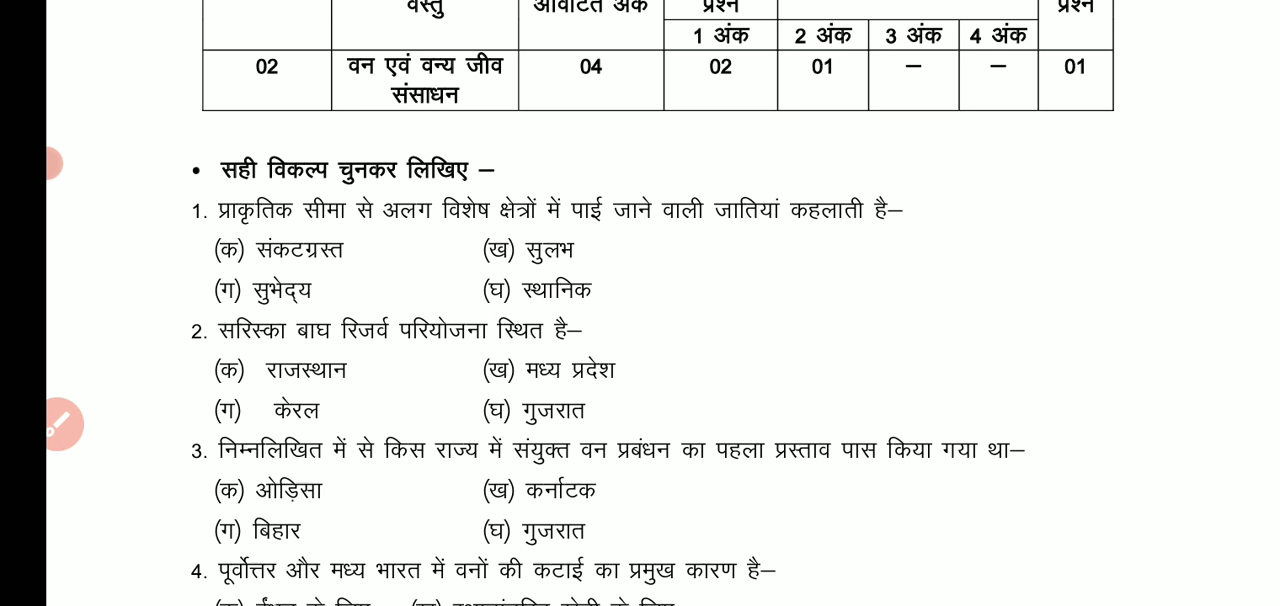 वस्तु आवंटित अंक प्रश्न प्रश्न
1 अंक 2 अंक 3 अंक 4 अंक
02 वन एवं वन्य जीव 04 02 01 – – 01
संसाधन
• सही विकल्प चुनकर लिखिए –
1. प्राकृतिक सीमा से अलग विशेष क्षेत्रों में पाई जाने वाली जातियां कहलाती है–
(क) संकटग्रस्त (ख) सुलभ
(ग) सुभेद्य (घ) स्थानिक
2. सरिस्का बाघ रिजर्व परियोजना स्थित है–
(क) राजस्थान (ख) मध्य प्रदेश
(ग) केरल (घ) गुजरात
3. निम्नलिखित में से किस राज्य में संयुक्त वन प्रबंधन का पहला प्रस्ताव पास किया गया था–
(क) ओड़िसा (ख) कर्नाटक
(ग) बिहार (घ) गुजरात
4. पूर्वोत्तर और मध्य भारत में वनों की कटाई का प्रमुख कारण है–